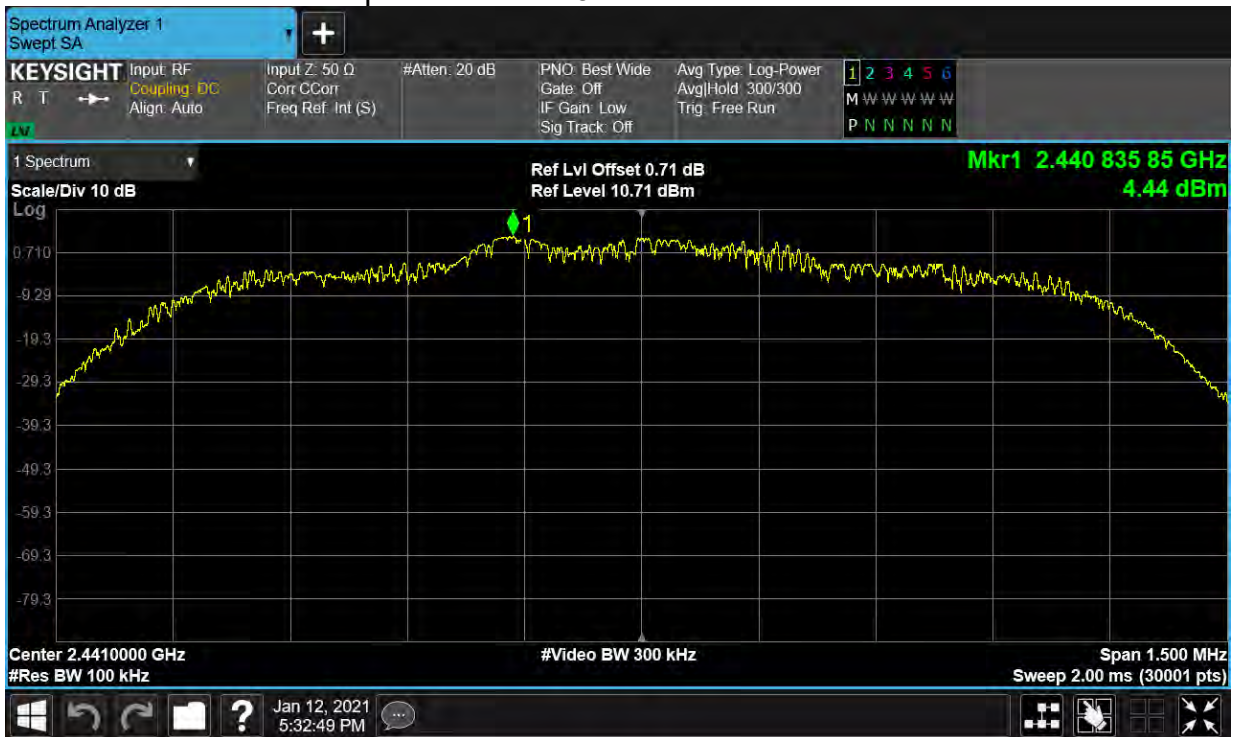 Spectrum Analyzer 1
Swept SA
KEYSIGHT
R T
Input: RF
Coupling: DC
Align: Auto
Input Z: 50 Ω
Corr CCorr
Freq Ref: Int (S)
#Atten: 20 dB
PNO: Best Wide
Gate: Off
IF Gain: Low
Sig Track: Off
Avg Type: Log-Power
Avg|Hold: 300/300
Trig: Free Run
1 2 3 4 5 6
M W W W W W
P N N N N N
1 Spectrum
Scale/Div 10 dB
Log
Ref Lvl Offset 0.71 dB
Ref Level 10.71 dBm
Mkr1 2.440 835 85 GHz
4.44 dBm
1
0.710
-9.29
-19.3
-29.3
-39.3
-49.3
-59.3
-69.3
-79.3
Center 2.4410000 GHz
#Res BW 100 kHz
#Video BW 300 kHz
Span 1.500 MHz
Sweep 2.00 ms (30001 pts)
?
Jan 12, 2021
5:32:49 PM